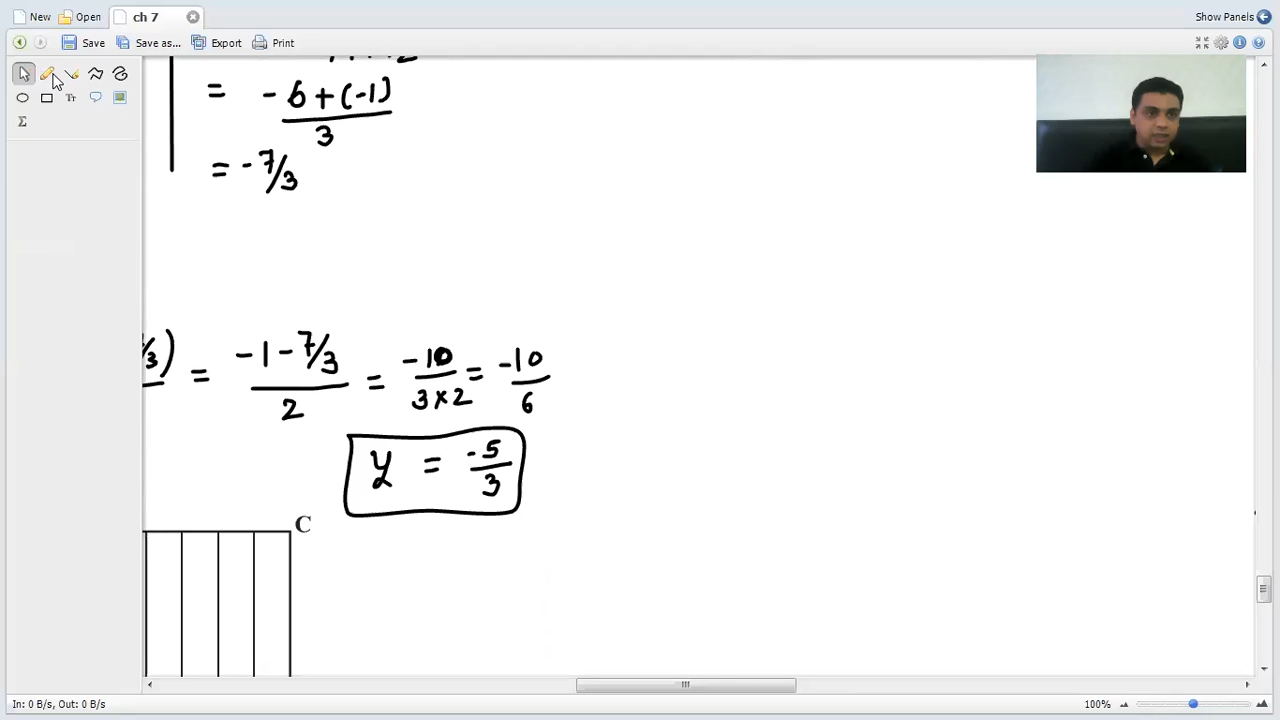 New Open ch 7 Show Panels
Save Save as... Export Print
= - 6 + (-1)
3
= - 7/3
/3) = -1 - 7/3 = -10 = -10
2 3 × 2 6
y = -5
3
C
In: 0 B/s, Out: 0 B/s 100%